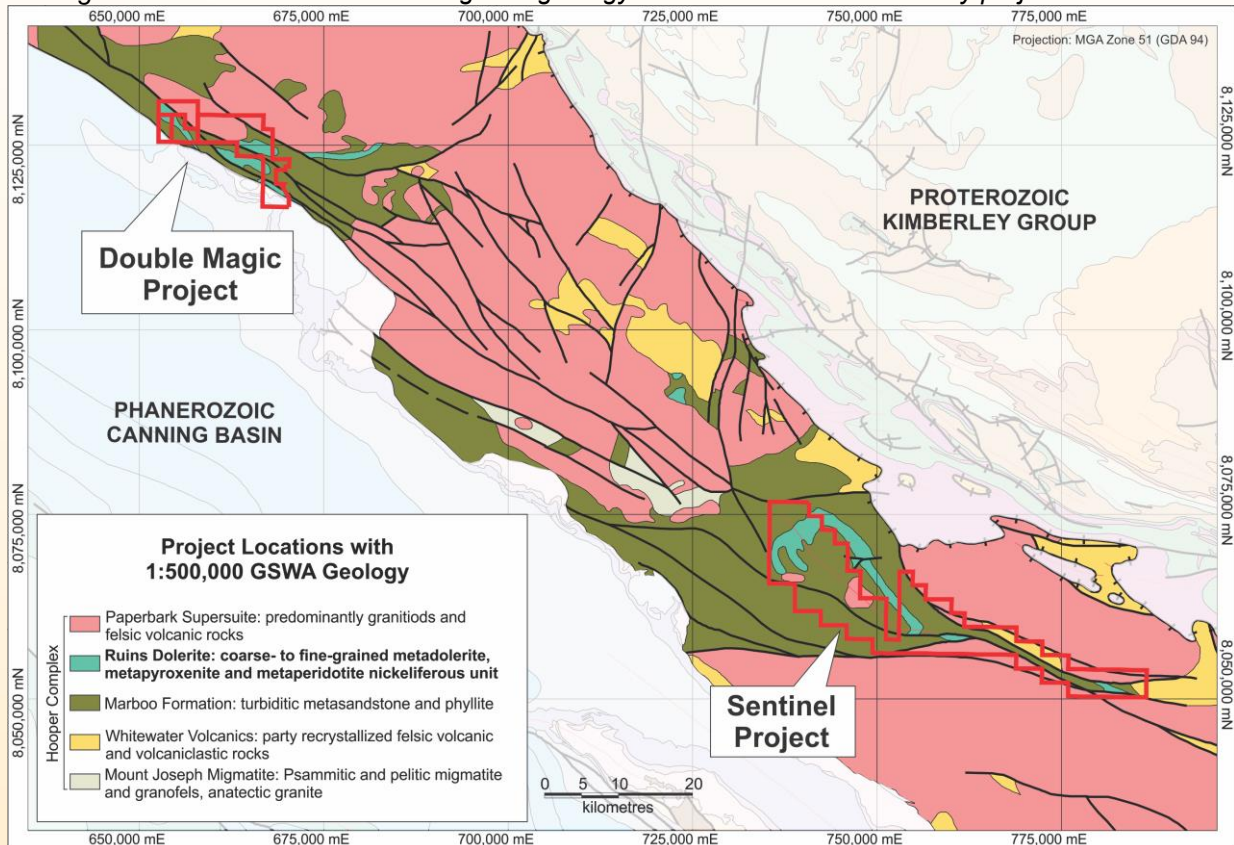 650,000 mE 675,000 mE 700,000 mE 725,000 mE 750,000 mE 775,000 mE
Projection: MGA Zone 51 (GDA 94)
8,125,000 mN
8,125,000 mN
PROTEROZOIC
KIMBERLEY GROUP
Double Magic
Project
8,100,000 mN
8,100,000 mN
PHANEROZOIC
CANNING BASIN
8,075,000 mN
8,075,000 mN
Project Locations with
1:500,000 GSWA Geology
Hooper Complex
Paperbark Supersuite: predominantly granitiods and
felsic volcanic rocks
Ruins Dolerite: coarse- to fine-grained metadolerite,
metapyroxenite and metaperidotite nickeliferous unit
Marboo Formation: turbiditic metasandstone and phyllite
Whitewater Volcanics: party recrystallized felsic volcanic
and volcaniclastic rocks
Mount Joseph Migmatite: Psammitic and pelitic migmatite
and granofels, anatectic granite
Sentinel
Project
8,050,000 mN
8,050,000 mN
0 5 10 20
kilometres
650,000 mE 675,000 mE 700,000 mE 725,000 mE 750,000 mE 775,000 mE